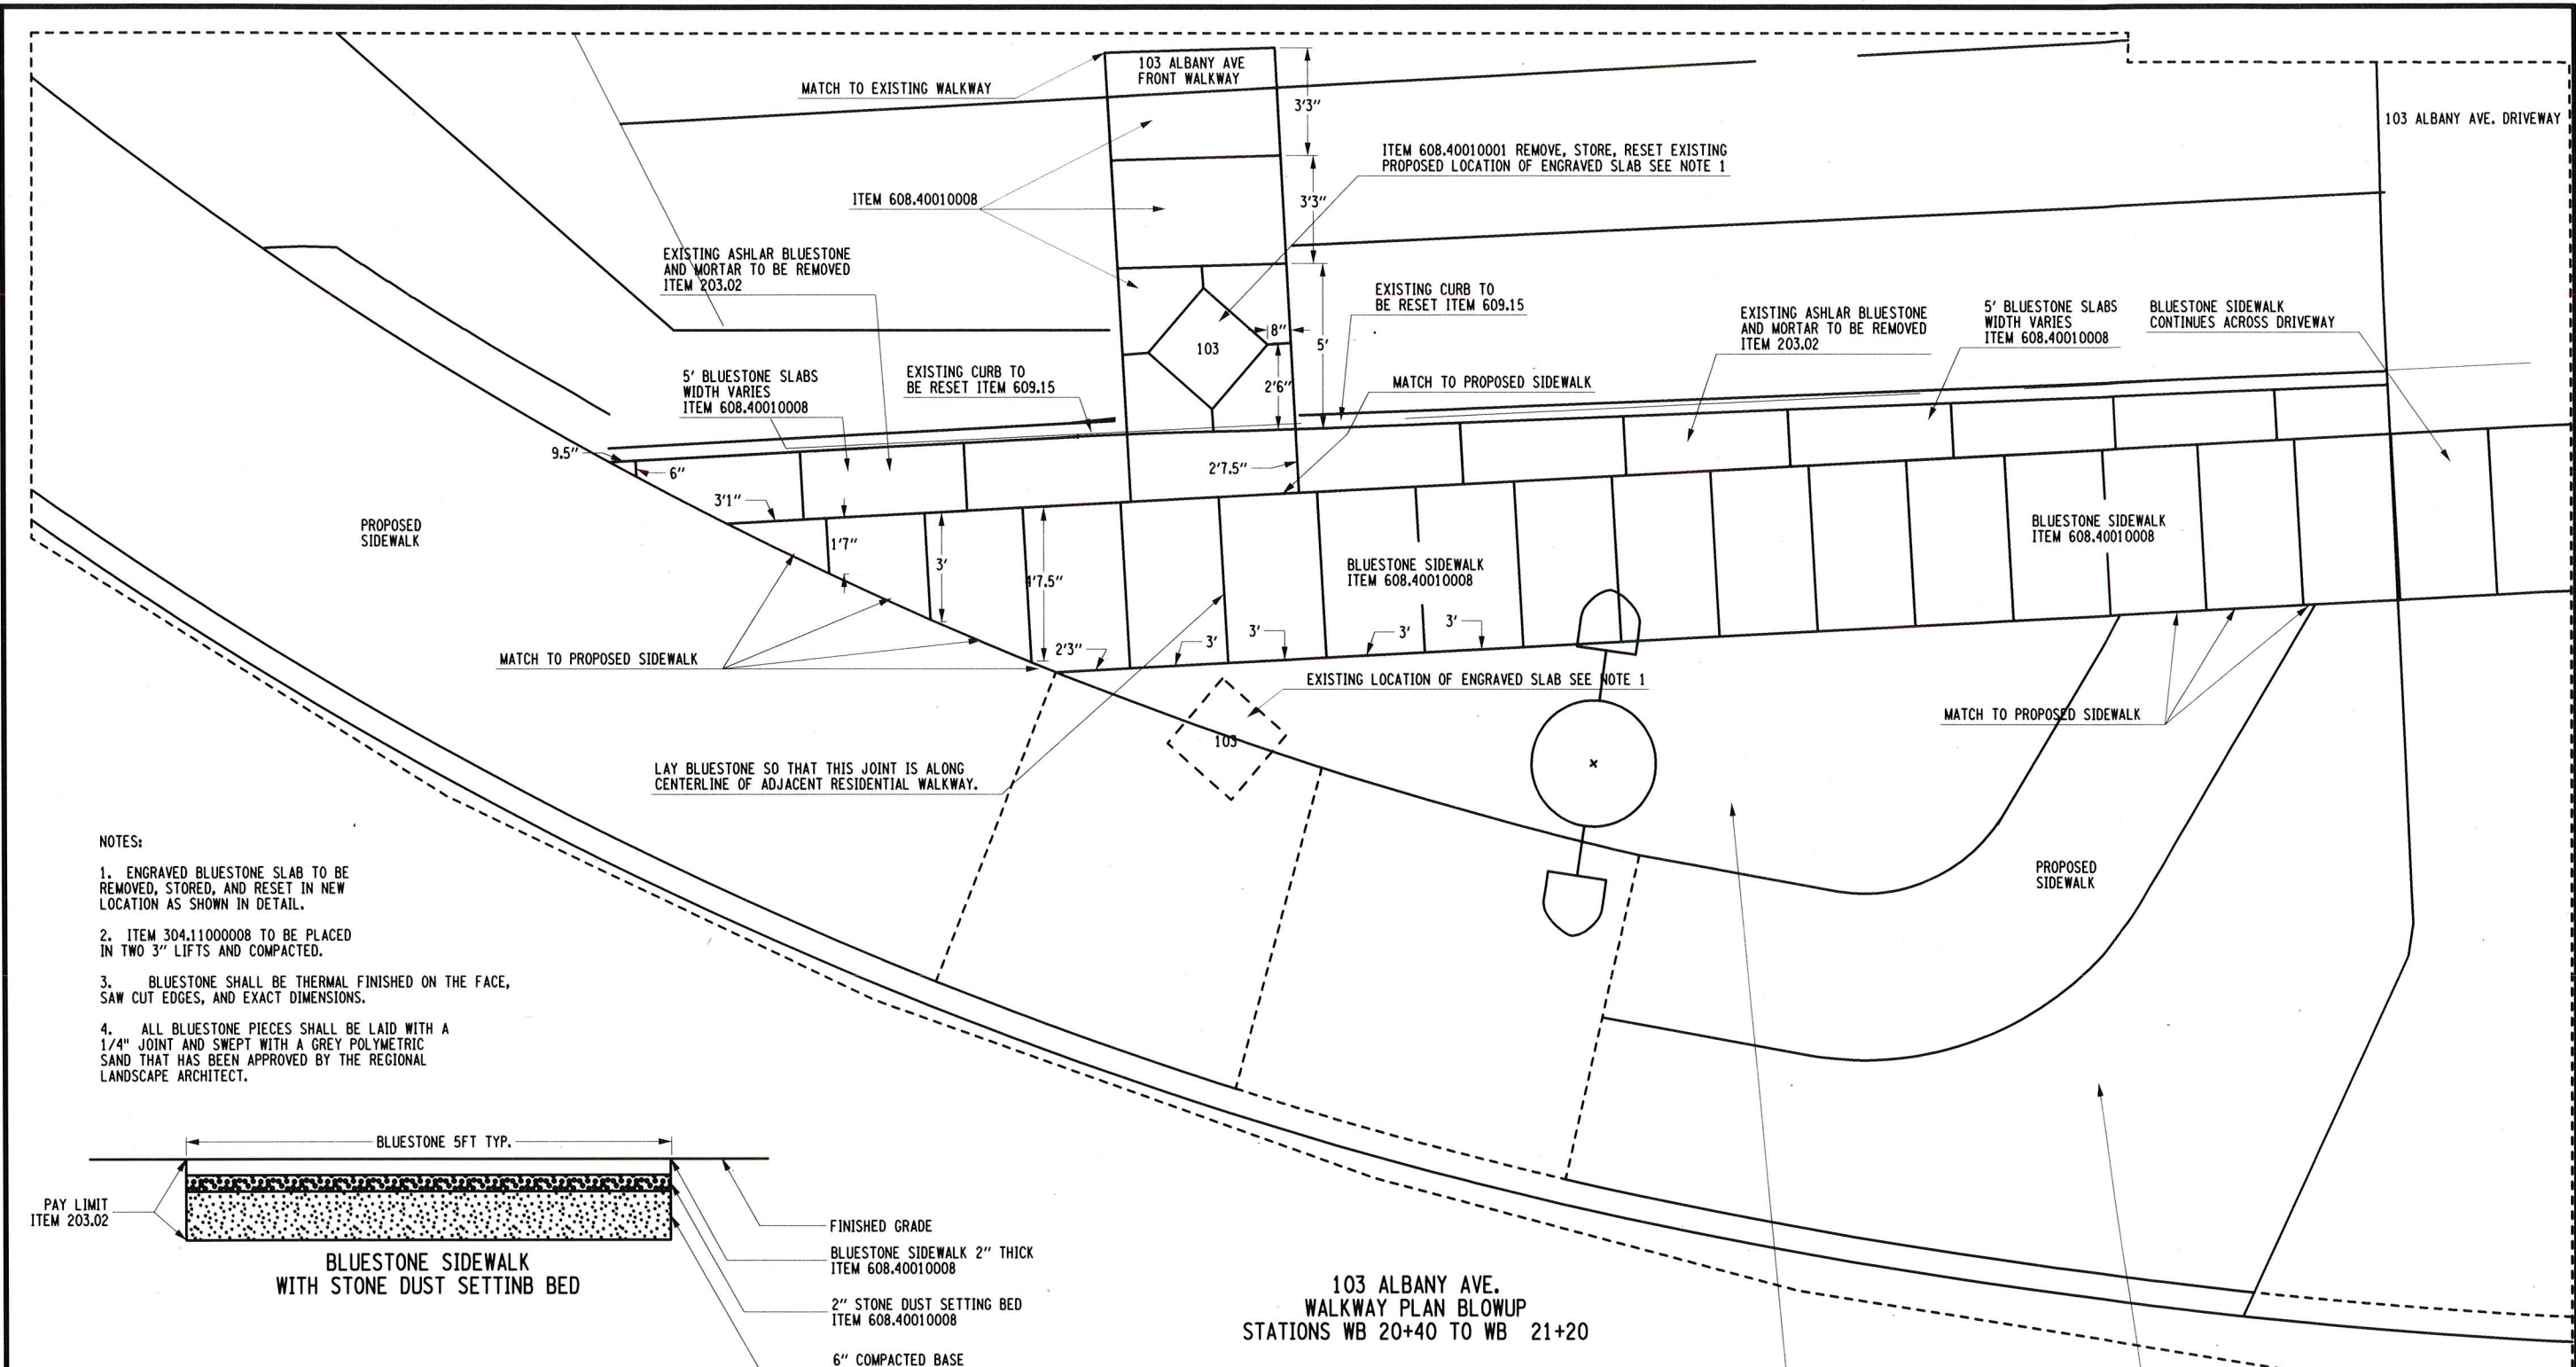 103 ALBANY AVE
FRONT WALKWAY
MATCH TO EXISTING WALKWAY
3'3"
103 ALBANY AVE. DRIVEWAY
ITEM 608.40010001 REMOVE, STORE, RESET EXISTING
PROPOSED LOCATION OF ENGRAVED SLAB SEE NOTE 1
ITEM 608.40010008
3'3"
EXISTING ASHLAR BLUESTONE
AND MORTAR TO BE REMOVED
ITEM 203.02
EXISTING CURB TO
BE RESET ITEM 609.15
EXISTING ASHLAR BLUESTONE
AND MORTAR TO BE REMOVED
ITEM 203.02
5' BLUESTONE SLABS
WIDTH VARIES
ITEM 608.40010008
BLUESTONE SIDEWALK
CONTINUES ACROSS DRIVEWAY
8"
103
5'
2'6"
5' BLUESTONE SLABS
WIDTH VARIES
ITEM 608.40010008
EXISTING CURB TO
BE RESET ITEM 609.15
MATCH TO PROPOSED SIDEWALK
9.5"
6"
2'7.5"
3'1"
PROPOSED
SIDEWALK
1'7"
3'
4'7.5"
BLUESTONE SIDEWALK
ITEM 608.40010008
BLUESTONE SIDEWALK
ITEM 608.40010008
2'3"
3'
3'
3'
3'
MATCH TO PROPOSED SIDEWALK
EXISTING LOCATION OF ENGRAVED SLAB SEE NOTE 1
MATCH TO PROPOSED SIDEWALK
103
LAY BLUESTONE SO THAT THIS JOINT IS ALONG
CENTERLINE OF ADJACENT RESIDENTIAL WALKWAY.
PROPOSED
SIDEWALK
NOTES:
1. ENGRAVED BLUESTONE SLAB TO BE
REMOVED, STORED, AND RESET IN NEW
LOCATION AS SHOWN IN DETAIL.
2. ITEM 304.11000008 TO BE PLACED
IN TWO 3" LIFTS AND COMPACTED.
3. BLUESTONE SHALL BE THERMAL FINISHED ON THE FACE,
SAW CUT EDGES, AND EXACT DIMENSIONS.
4. ALL BLUESTONE PIECES SHALL BE LAID WITH A
1/4" JOINT AND SWEPT WITH A GREY POLYMETRIC
SAND THAT HAS BEEN APPROVED BY THE REGIONAL
LANDSCAPE ARCHITECT.
BLUESTONE 5FT TYP.
PAY LIMIT
ITEM 203.02
FINISHED GRADE
BLUESTONE SIDEWALK 2" THICK
ITEM 608.40010008
2" STONE DUST SETTING BED
ITEM 608.40010008
6" COMPACTED BASE
BLUESTONE SIDEWALK
WITH STONE DUST SETTINB BED
103 ALBANY AVE.
WALKWAY PLAN BLOWUP
STATIONS WB 20+40 TO WB 21+20